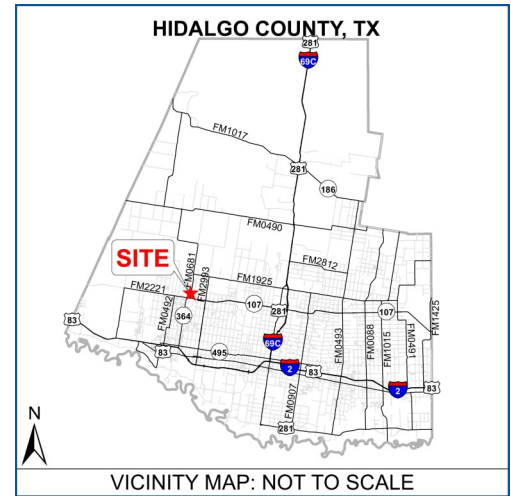 HIDALGO COUNTY, TX
281
69C
FM1017
281
186
FM0490
SITE
FM0681
FM2993
FM2812
FM1925
FM2221
FM0492
364
107
281
107
FM1425
83
69C
FM0493
FM0088
FM1015
FM0491
83
495
2
83
FM0907
2
83
281
N
VICINITY MAP: NOT TO SCALE